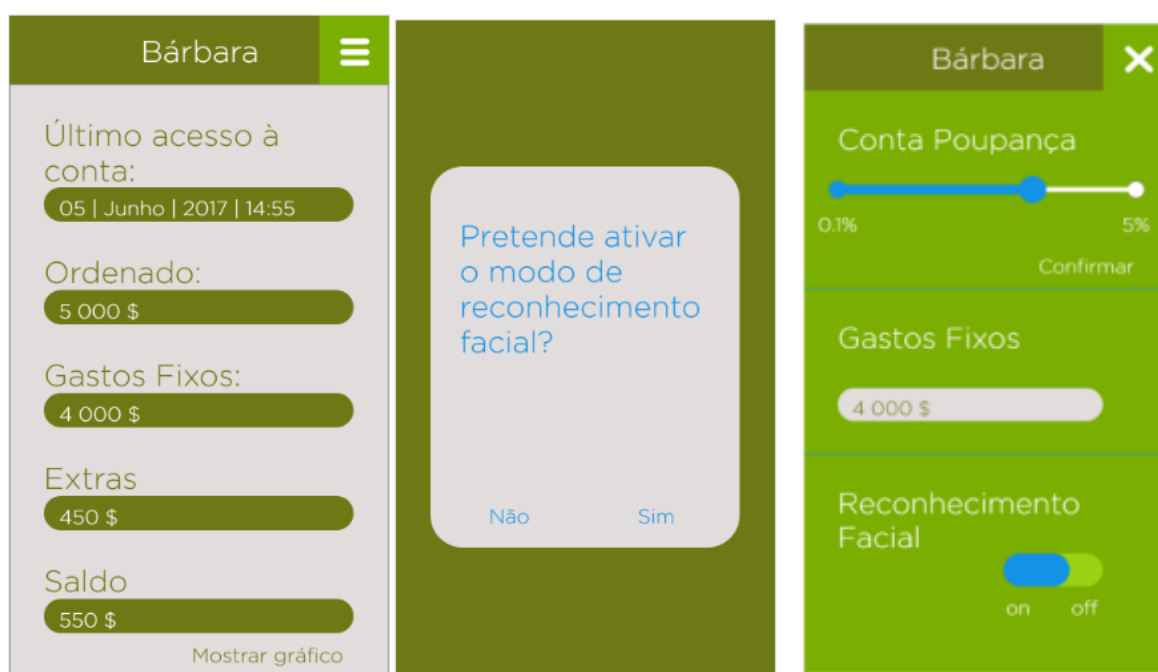 Bárbara
Último acesso à
conta:
05 | Junho | 2017 | 14:55
Ordenado:
5 000 $
Gastos Fixos:
4 000 $
Extras
450 $
Saldo
550 $
Mostrar gráfico
Pretende ativar
o modo de
reconhecimento
facial?
Não Sim
Bárbara
Conta Poupança
0.1% 5%
Confirmar
Gastos Fixos
4 000 $
Reconhecimento
Facial
on off